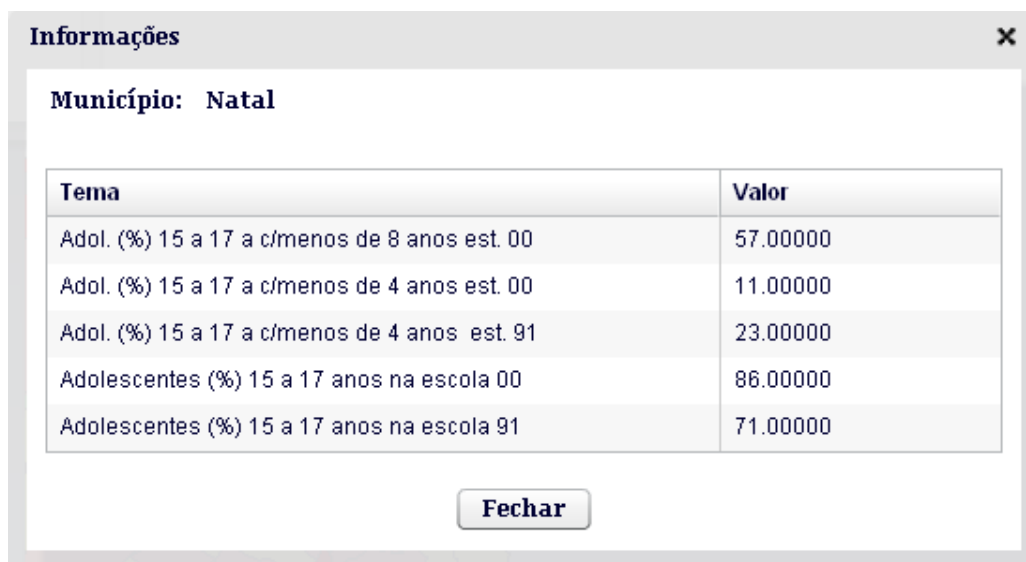 Informações
Município: Natal
Tema Valor
Adol. (%) 15 a 17 a c/menos de 8 anos est. 00 57.00000
Adol. (%) 15 a 17 a c/menos de 4 anos est. 00 11.00000
Adol. (%) 15 a 17 a c/menos de 4 anos est. 91 23.00000
Adolescentes (%) 15 a 17 anos na escola 00 86.00000
Adolescentes (%) 15 a 17 anos na escola 91 71.00000
Fechar